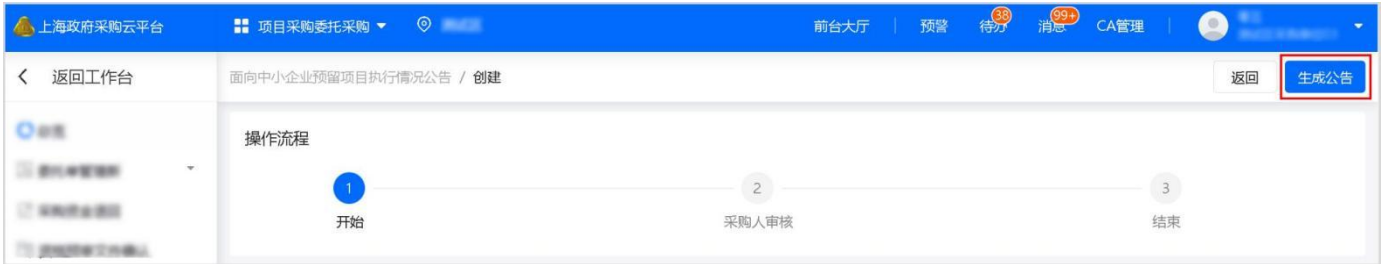 上海政府采购云平台 项目采购委托采购 前台大厅 预警 待办 38 消息 99+ CA管理
返回工作台 面向中小企业预留项目执行情况公告 / 创建 返回 生成公告
操作流程
1 2 3
开始 采购人审核 结束